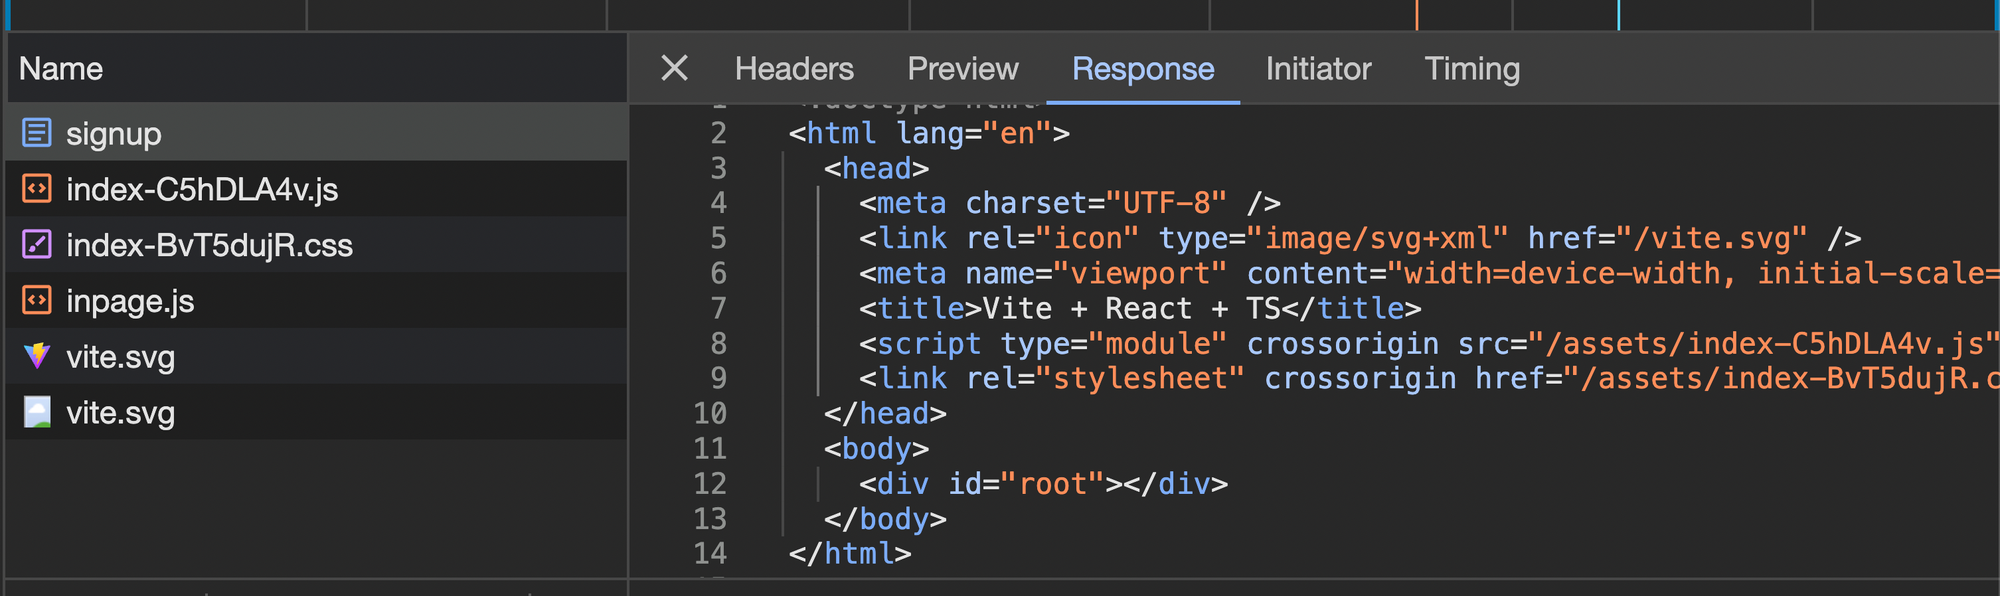 Name
signup
index-C5hDLA4v.js
index-BvT5dujR.css
inpage.js
vite.svg
vite.svg
Headers Preview Response Initiator Timing
1 <!doctype html>
2 <html lang="en">
3 <head>
4 <meta charset="UTF-8" />
5 <link rel="icon" type="image/svg+xml" href="/vite.svg" />
6 <meta name="viewport" content="width=device-width, initial-scale=
7 <title>Vite + React + TS</title>
8 <script type="module" crossorigin src="/assets/index-C5hDLA4v.js"
9 <link rel="stylesheet" crossorigin href="/assets/index-BvT5dujR.c
10 </head>
11 <body>
12 <div id="root"></div>
13 </body>
14 </html>